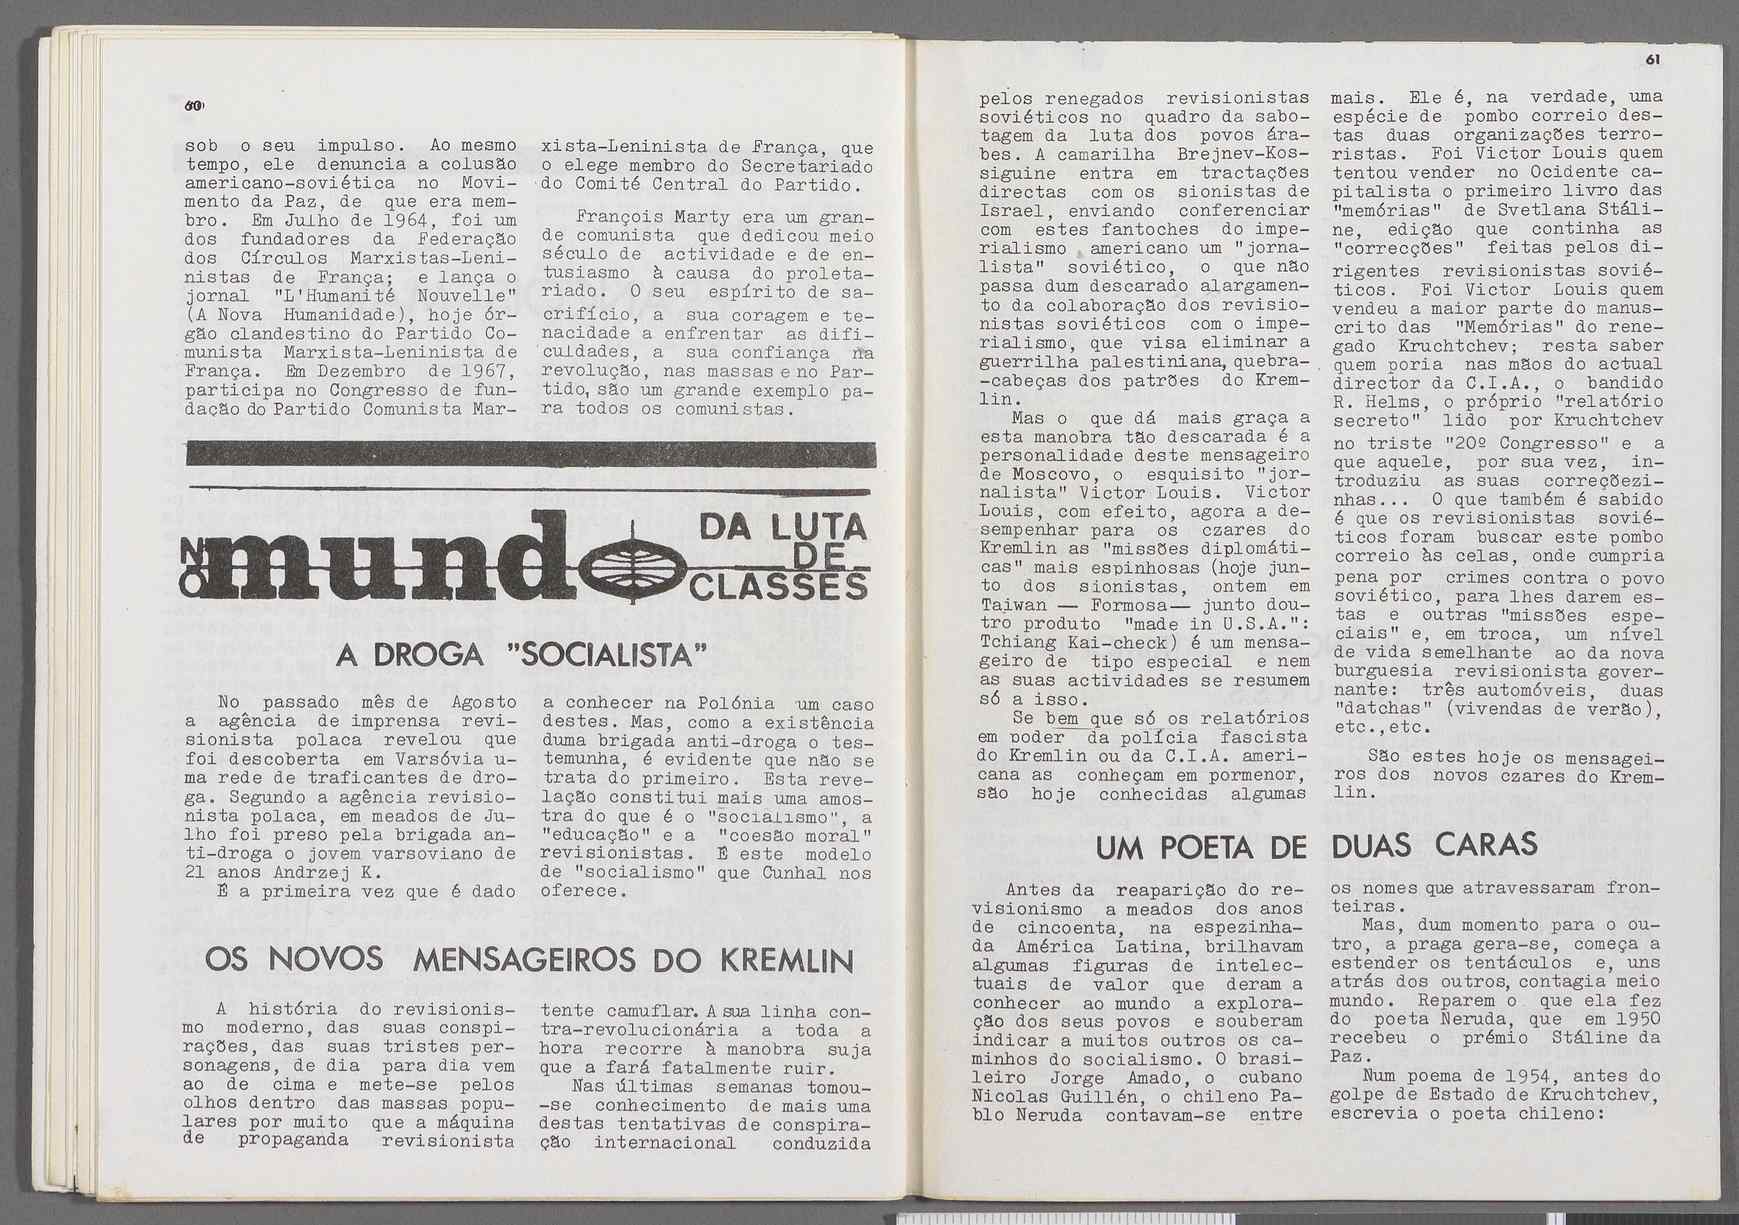 60
sob o seu impulso. Ao mesmo
tempo, ele denuncia a colusão
americano-soviética no Movi-
mento da Paz, de que era mem-
bro. Em Julho de 1964, foi um
dos fundadores da Federação
dos Círculos Marxistas-Leni-
nistas de França; e lança o
jornal "L'Humanité Nouvelle"
(A Nova Humanidade), hoje ór-
gão clandestino do Partido Co-
munista Marxista-Leninista de
França. Em Dezembro de 1967,
participa no Congresso de fun-
dação do Partido Comunista Mar-
xista-Leninista de França, que
o elege membro do Secretariado
do Comité Central do Partido.
François Marty era um gran-
de comunista que dedicou meio
século de actividade e de en-
tusiasmo à causa do proleta-
riado. O seu espírito de sa-
crifício, a sua coragem e te-
nacidade a enfrentar as difi-
culdades, a sua confiança na
revolução, nas massas e no Par-
tido, são um grande exemplo pa-
ra todos os comunistas.
NO mundo DA LUTA
DE
CLASSES
A DROGA "SOCIALISTA"
No passado mês de Agosto
a agência de imprensa revi-
sionista polaca revelou que
foi descoberta em Varsóvia u-
ma rede de traficantes de dro-
ga. Segundo a agência revisio-
nista polaca, em meados de Ju-
lho foi preso pela brigada an-
ti-droga o jovem varsoviano de
21 anos Andrzej K.
É a primeira vez que é dado
a conhecer na Polónia um caso
destes. Mas, como a existência
duma brigada anti-droga o tes-
temunha, é evidente que não se
trata do primeiro. Esta reve-
lação constitui mais uma amos-
tra do que é o "socialismo", a
"educação" e a "coesão moral"
revisionistas. É este modelo
de "socialismo" que Cunhal nos
oferece.
OS NOVOS MENSAGEIROS DO KREMLIN
A história do revisionis-
mo moderno, das suas conspi-
rações, das suas tristes per-
sonagens, de dia para dia vem
ao de cima e mete-se pelos
olhos dentro das massas popu-
lares por muito que a máquina
de propaganda revisionista
tente camuflar. A sua linha con-
tra-revolucionária a toda a
hora recorre à manobra suja
que a fará fatalmente ruir.
Nas últimas semanas tomou-
-se conhecimento de mais uma
destas tentativas de conspira-
ção internacional conduzida
61
pelos renegados revisionistas
soviéticos no quadro da sabo-
tagem da luta dos povos ára-
bes. A camarilha Brejnev-Kos-
siguine entra em tractações
directas com os sionistas de
Israel, enviando conferenciar
com estes fantoches do impe-
rialismo americano um "jorna-
lista" soviético, o que não
passa dum descarado alargamen-
to da colaboração dos revisio-
nistas soviéticos com o impe-
rialismo, que visa eliminar a
guerrilha palestiniana, quebra-
-cabeças dos patrões do Krem-
lin.
Mas o que dá mais graça a
esta manobra tão descarada é a
personalidade deste mensageiro
de Moscovo, o esquisito "jor-
nalista" Victor Louis. Victor
Louis, com efeito, agora a de-
sempenhar para os czares do
Kremlin as "missões diplomáti-
cas" mais espinhosas (hoje jun-
to dos sionistas, ontem em
Taiwan — Formosa— junto dou-
tro produto "made in U.S.A.":
Tchiang Kai-check) é um mensa-
geiro de tipo especial e nem
as suas actividades se resumem
só a isso.
Se bem que só os relatórios
em poder da polícia fascista
do Kremlin ou da C.I.A. ameri-
cana as conheçam em pormenor,
são hoje conhecidas algumas
mais. Ele é, na verdade, uma
espécie de pombo correio des-
tas duas organizações terro-
ristas. Foi Victor Louis quem
tentou vender no Ocidente ca-
pitalista o primeiro livro das
"memórias" de Svetlana Stáli-
ne, edição que continha as
"correcções" feitas pelos di-
rigentes revisionistas sovié-
ticos. Foi Victor Louis quem
vendeu a maior parte do manus-
crito das "Memórias" do rene-
gado Kruchtchev; resta saber
quem poria nas mãos do actual
director da C.I.A., o bandido
R. Helms, o próprio "relatório
secreto" lido por Kruchtchev
no triste "20º Congresso" e a
que aquele, por sua vez, in-
troduziu as suas correçõezi-
nhas... O que também é sabido
é que os revisionistas sovié-
ticos foram buscar este pombo
correio às celas, onde cumpria
pena por crimes contra o povo
soviético, para lhes darem es-
tas e outras "missões espe-
ciais" e, em troca, um nível
de vida semelhante ao da nova
burguesia revisionista gover-
nante: três automóveis, duas
"datchas" (vivendas de verão),
etc.,etc.
São estes hoje os mensagei-
ros dos novos czares do Krem-
lin.
UM POETA DE DUAS CARAS
Antes da reaparição do re-
visionismo a meados dos anos
de cincoenta, na espezinha-
da América Latina, brilhavam
algumas figuras de intelec-
tuais de valor que deram a
conhecer ao mundo a explora-
ção dos seus povos e souberam
indicar a muitos outros os ca-
minhos do socialismo. O brasi-
leiro Jorge Amado, o cubano
Nicolas Guillén, o chileno Pa-
blo Neruda contavam-se entre
os nomes que atravessaram fron-
teiras.
Mas, dum momento para o ou-
tro, a praga gera-se, começa a
estender os tentáculos e, uns
atrás dos outros, contagia meio
mundo. Reparem o que ela fez
do poeta Neruda, que em 1950
recebeu o prémio Stáline da
Paz.
Num poema de 1954, antes do
golpe de Estado de Kruchtchev,
escrevia o poeta chileno: